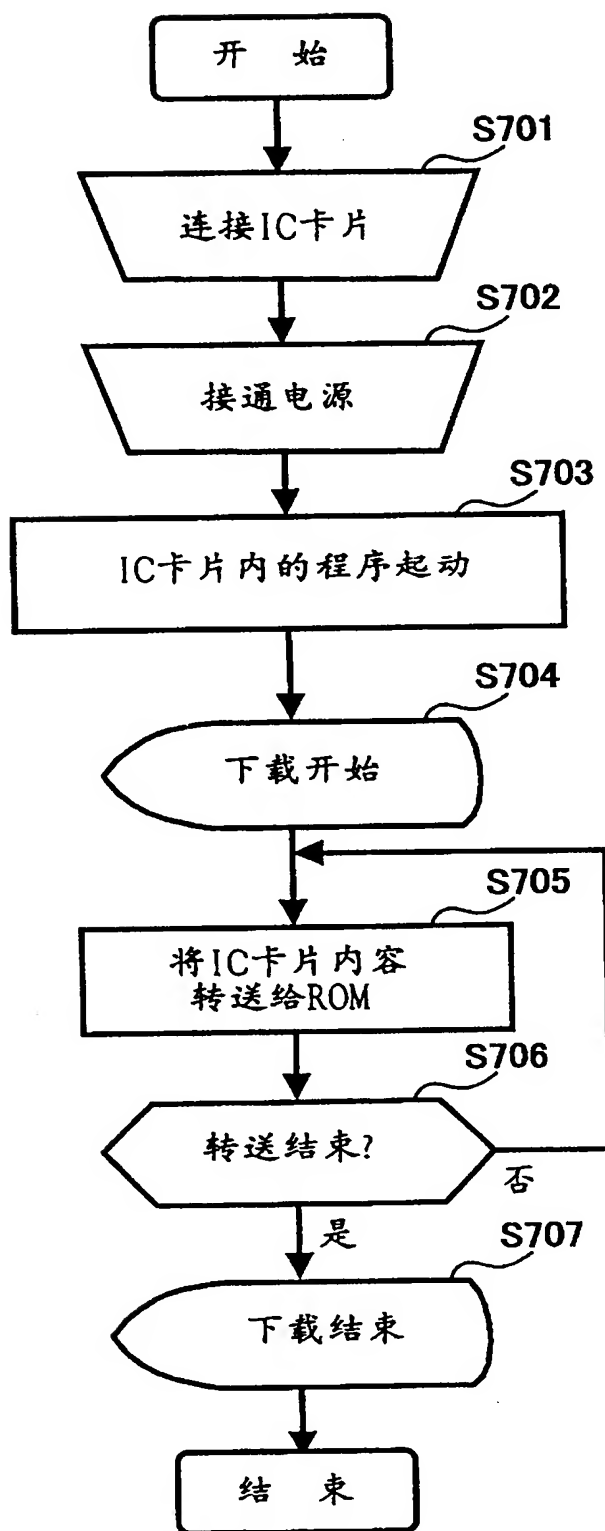 开 始
S701
连接IC卡片
S702
接通电源
S703
IC卡片内的程序起动
S704
下载开始
S705
将IC卡片内容
转送给ROM
S706
转送结束?
否
是
S707
下载结束
结 束